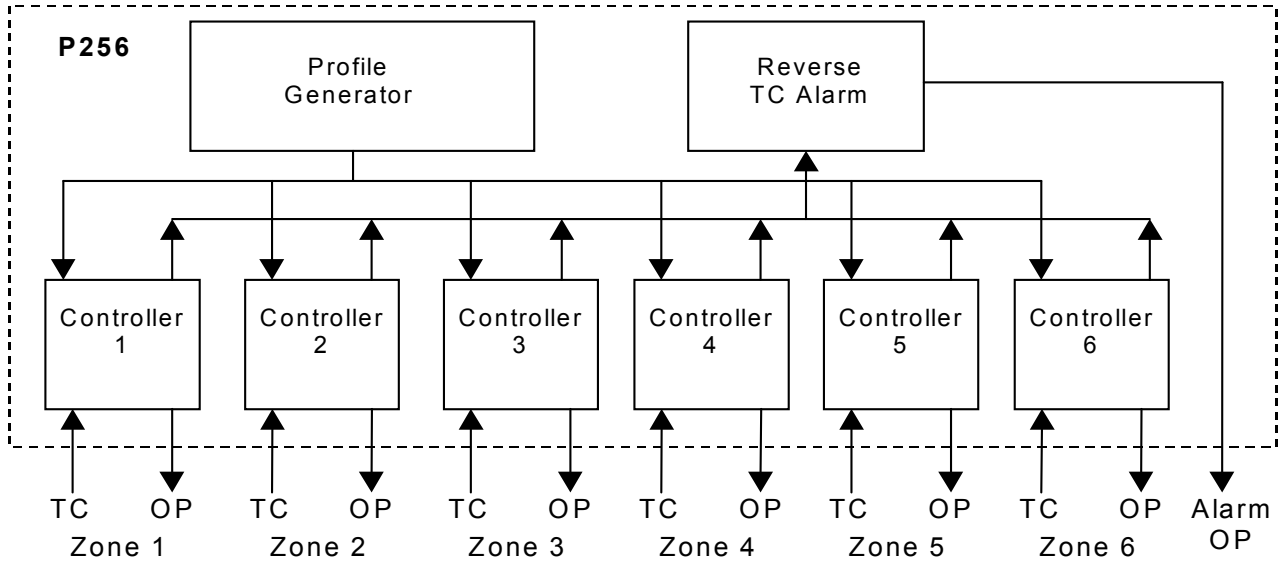 P256
Profile
Generator
Reverse
TC Alarm
Controller
1
Controller
2
Controller
3
Controller
4
Controller
5
Controller
6
TC OP TC OP TC OP TC OP TC OP TC OP Alarm
OP
Zone 1 Zone 2 Zone 3 Zone 4 Zone 5 Zone 6